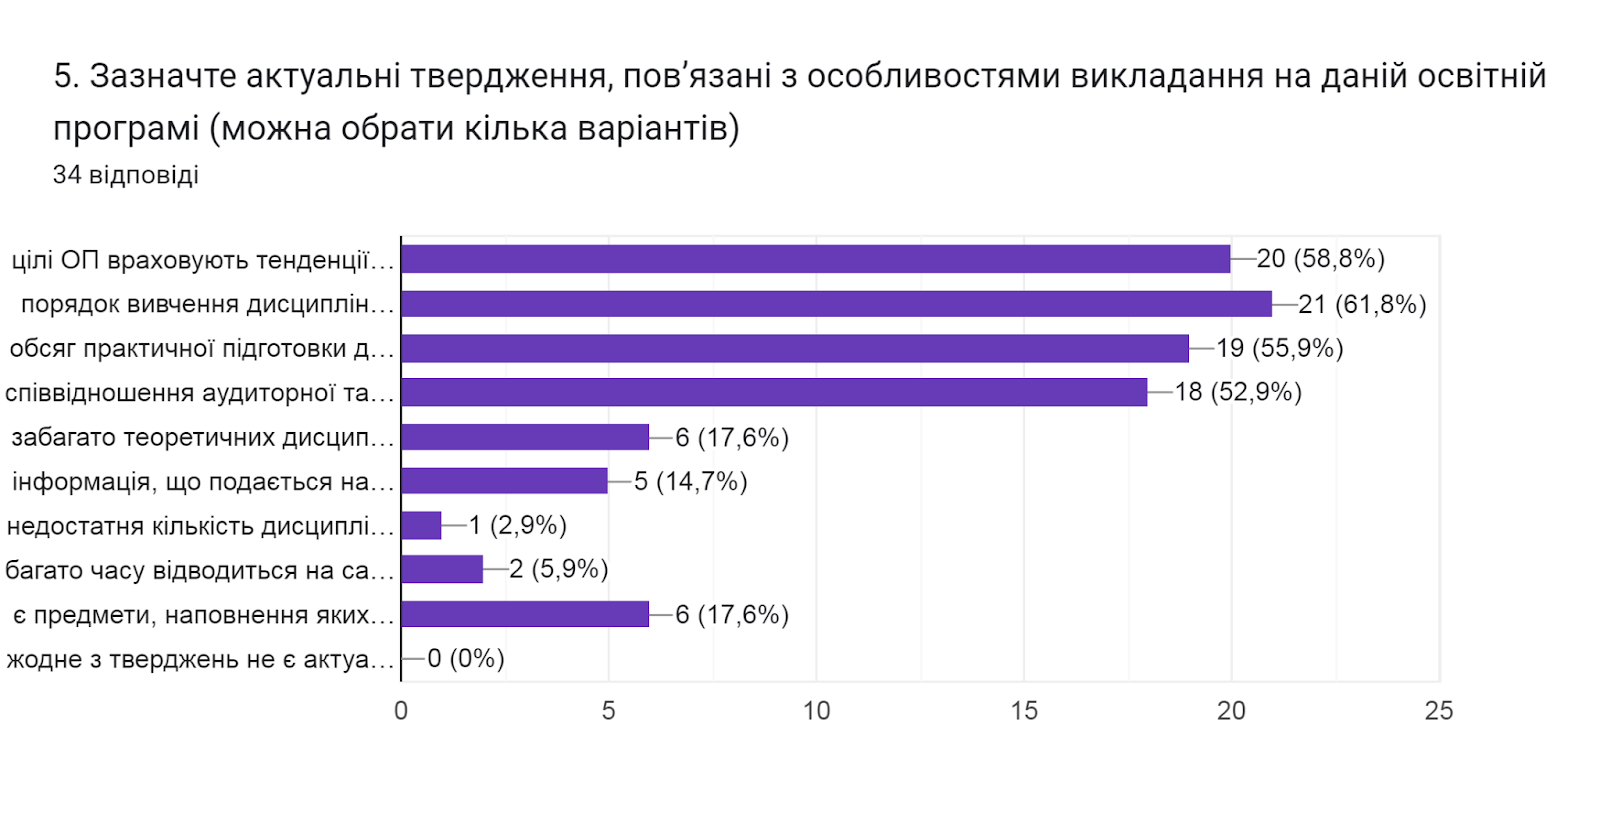 5. Зазначте актуальні твердження, пов’язані з особливостями викладання на даній освітній
програмі (можна обрати кілька варіантів)
34 відповіді
цілі ОП враховують тенденції… 20 (58,8%)
порядок вивчення дисциплін… 21 (61,8%)
обсяг практичної підготовки д… 19 (55,9%)
співвідношення аудиторної та… 18 (52,9%)
забагато теоретичних дисцип… 6 (17,6%)
інформація, що подається на… 5 (14,7%)
недостатня кількість дисциплі… 1 (2,9%)
багато часу відводиться на са… 2 (5,9%)
є предмети, наповнення яких… 6 (17,6%)
жодне з тверджень не є актуа… 0 (0%)
0 5 10 15 20 25